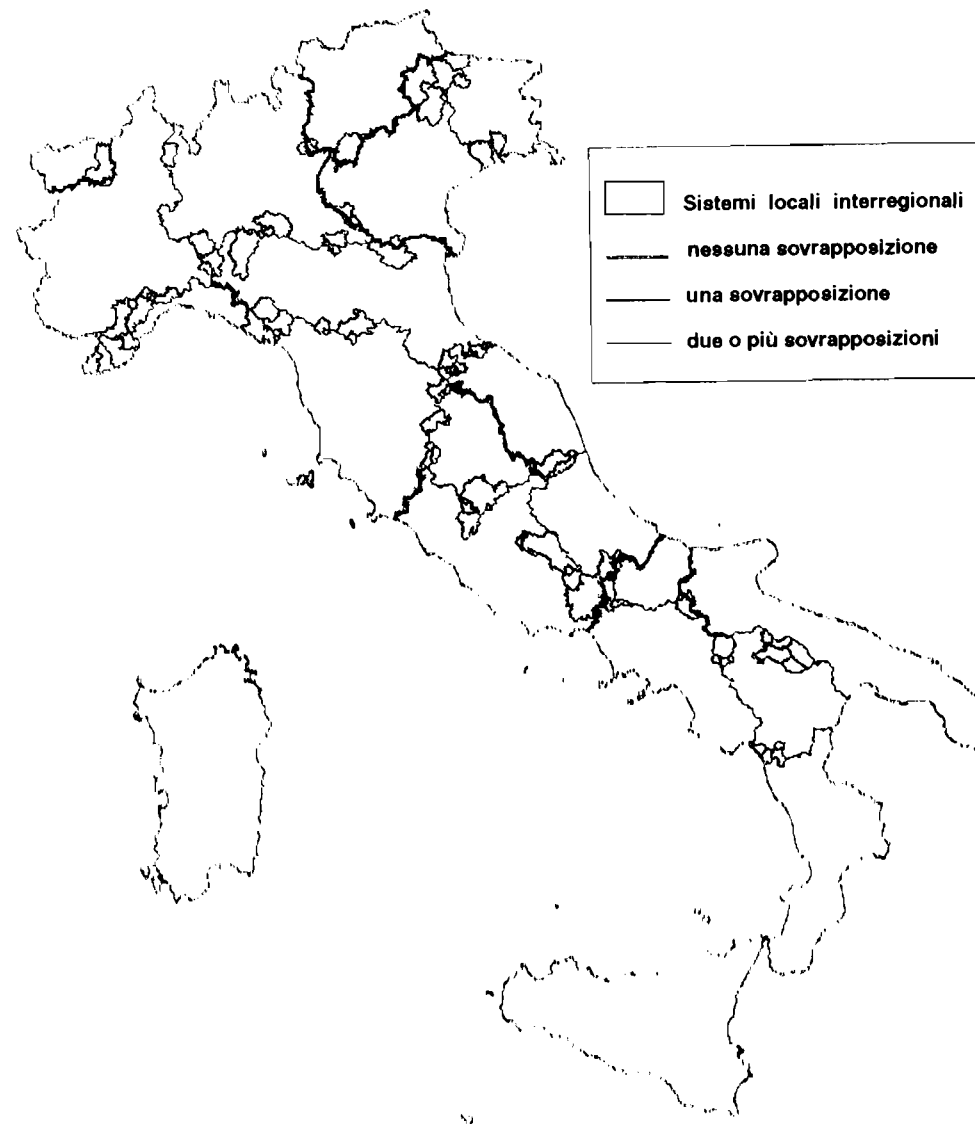 Sistemi locali interregionali
nessuna sovrapposizione
una sovrapposizione
due o più sovrapposizioni